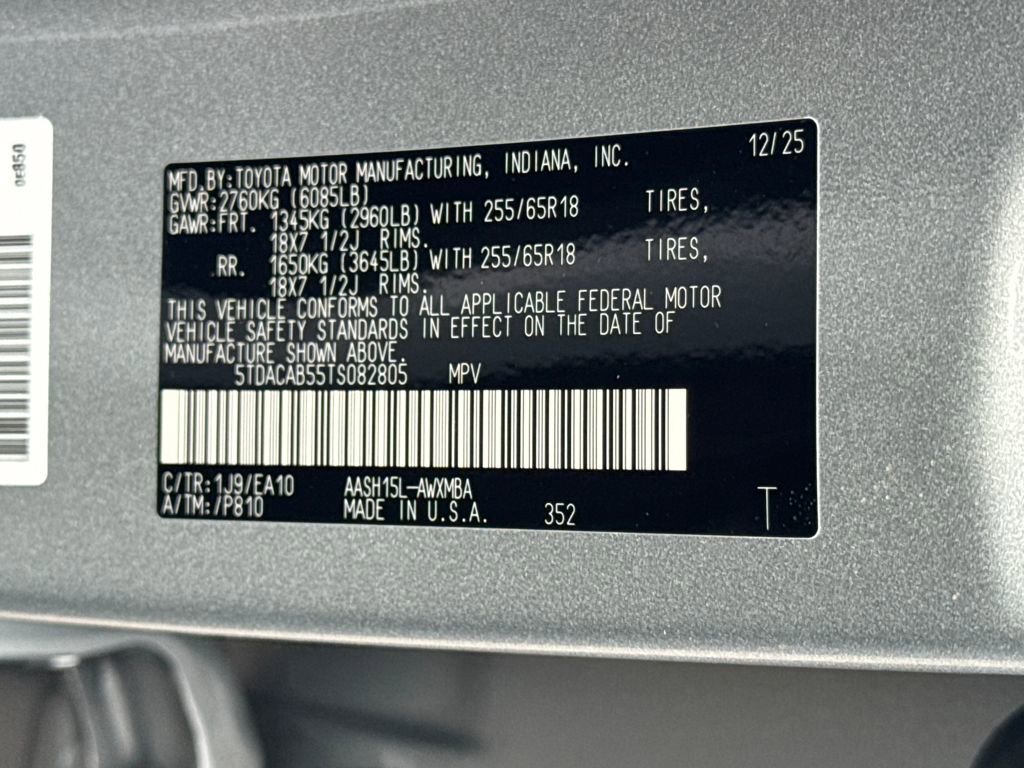 0E850
12/25
MFD.BY:TOYOTA MOTOR MANUFACTURING, INDIANA, INC.
GVWR:2760KG (6085LB)
GAWR:FRT. 1345KG (2960LB) WITH 255/65R18 TIRES,
18X7 1/2J RIMS.
RR. 1650KG (3645LB) WITH 255/65R18 TIRES,
18X7 1/2J RIMS.
THIS VEHICLE CONFORMS TO ALL APPLICABLE FEDERAL MOTOR
VEHICLE SAFETY STANDARDS IN EFFECT ON THE DATE OF
MANUFACTURE SHOWN ABOVE.
5TDACAB55TS082805 MPV
C/TR:1J9/EA10 AASH15L-AWXMBA
A/TM:/P810 MADE IN U.S.A. 352 T